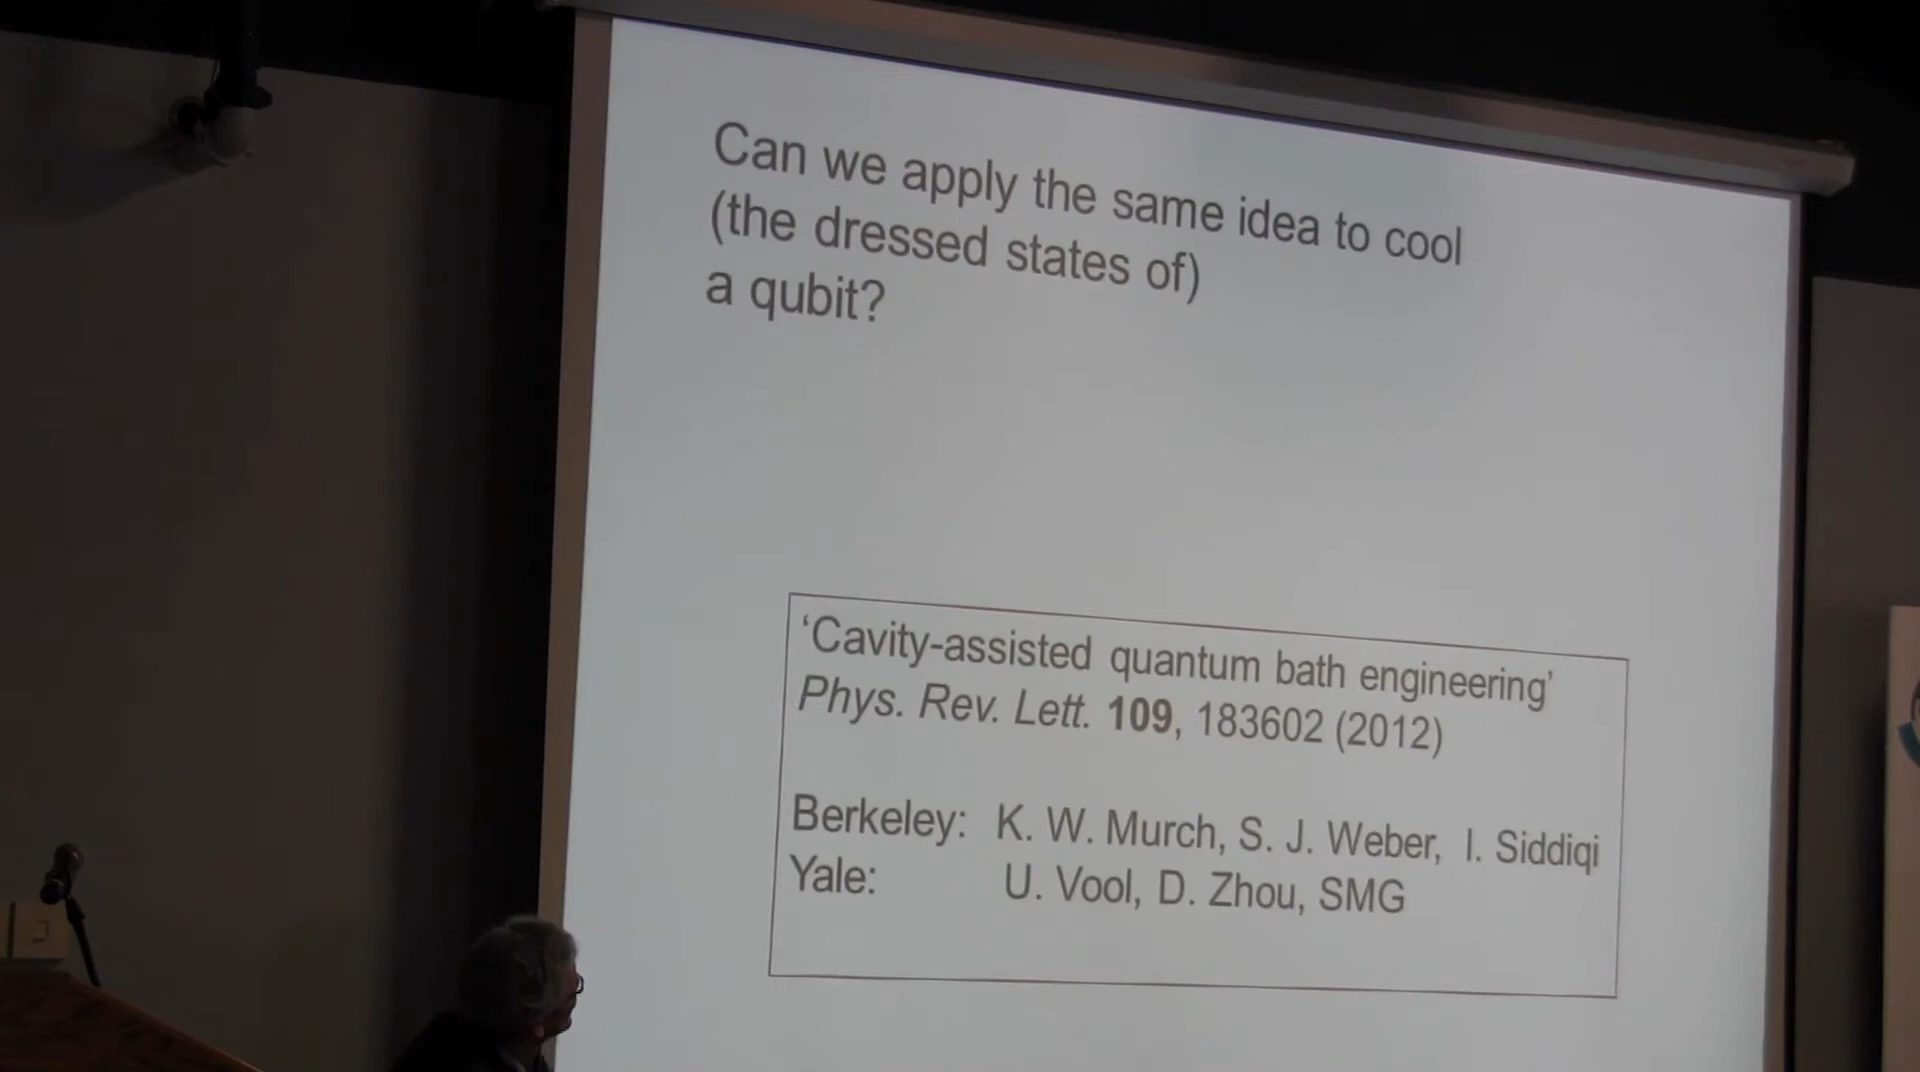 Can we apply the same idea to cool
(the dressed states of)
a qubit?
‘Cavity-assisted quantum bath engineering’
Phys. Rev. Lett. 109, 183602 (2012)
Berkeley: K. W. Murch, S. J. Weber, I. Siddiqi
Yale: U. Vool, D. Zhou, SMG